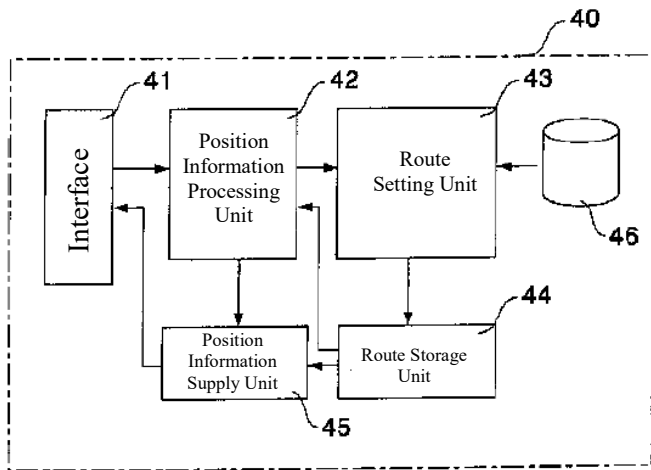 40
41
42
43
Interface
Position
Information
Processing
Unit
Route
Setting Unit
46
44
Position
Information
Supply Unit
Route Storage
Unit
45